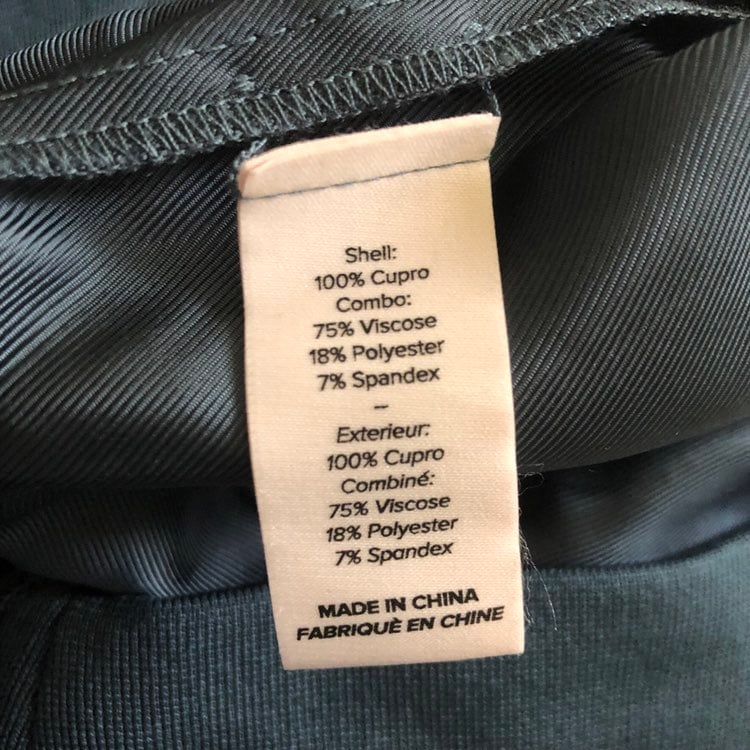 Shell:
100% Cupro
Combo:
75% Viscose
18% Polyester
7% Spandex
–
Exterieur:
100% Cupro
Combiné:
75% Viscose
18% Polyester
7% Spandex
MADE IN CHINA
FABRIQUÈ EN CHINE